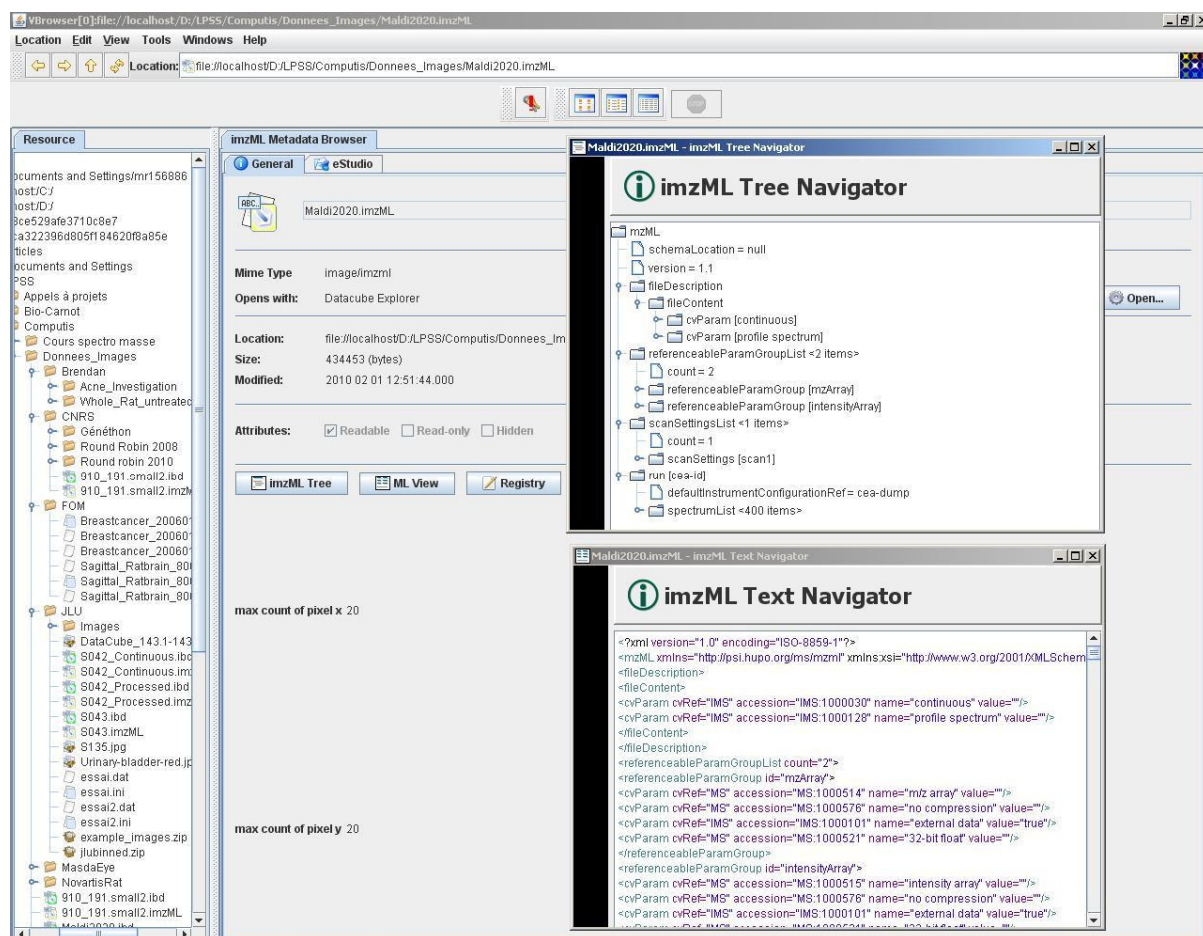 VBrowser[0]:file://localhost/D:/LPSS/Computis/Donnees_Images/Maldi2020.imzML
Location Edit View Tools Windows Help
Location: file://localhost/D:/LPSS/Computis/Donnees_Images/Maldi2020.imzML
STOP
Resource
ocuments and Settings/mr156886
host/C:/
host/D:/
3ce529afe3710c8e7
ca322396d805f184620f8a85e
ticles
ocuments and Settings
PSS
Appels à projets
Bio-Carnot
Computis
Cours spectro masse
Donnees_Images
Brendan
Acne_Investigation
Whole_Rat_untreated
CNRS
Généthon
Round Robin 2008
Round robin 2010
910_191.small2.ibd
910_191.small2.imzM
FOM
Breastcancer_20060
Breastcancer_20060
Breastcancer_20060
Sagittal_Ratbrain_80
Sagittal_Ratbrain_80
Sagittal_Ratbrain_80
JLU
Images
DataCube_143.1-143
S042_Continuous.ibd
S042_Continuous.im
S042_Processed.ibd
S042_Processed.imz
S043.ibd
S043.imzML
S135.jpg
Urinary-bladder-red.jp
essai.dat
essai.ini
essai2.dat
essai2.ini
example_images.zip
jlubinned.zip
MasdaEye
NovartisRat
910_191.small2.ibd
910_191.small2.imzML
Maldi2020.ibd
imzML Metadata Browser
General eStudio
ABC..
Maldi2020.imzML
Mime Type image/imzml
Opens with: Datacube Explorer
Open...
Location: file://localhost/D:/LPSS/Computis/Donnees_Im
Size: 434453 (bytes)
Modified: 2010 02 01 12:51:44.000
Attributes: Readable Read-only Hidden
imzML Tree ML View Registry
max count of pixel x 20
max count of pixel y 20
Maldi2020.imzML - imzML Tree Navigator
imzML Tree Navigator
mzML
schemaLocation = null
version = 1.1
fileDescription
fileContent
cvParam [continuous]
cvParam [profile spectrum]
referenceableParamGroupList <2 items>
count = 2
referenceableParamGroup [mzArray]
referenceableParamGroup [intensityArray]
scanSettingsList <1 items>
count = 1
scanSettings [scan1]
run [cea-id]
defaultInstrumentConfigurationRef = cea-dump
spectrumList <400 items>
Maldi2020.imzML - imzML Text Navigator
imzML Text Navigator
<?xml version="1.0" encoding="ISO-8859-1"?>
<mzML xmlns="http://psi.hupo.org/ms/mzml" xmlns:xsi="http://www.w3.org/2001/XMLSchem
<fileDescription>
<fileContent>
<cvParam cvRef="IMS" accession="IMS:1000030" name="continuous" value=""/>
<cvParam cvRef="IMS" accession="IMS:1000128" name="profile spectrum" value=""/>
</fileContent>
</fileDescription>
<referenceableParamGroupList count="2">
<referenceableParamGroup id="mzArray">
<cvParam cvRef="MS" accession="MS:1000514" name="m/z array" value=""/>
<cvParam cvRef="MS" accession="MS:1000576" name="no compression" value=""/>
<cvParam cvRef="MS" accession="IMS:1000101" name="external data" value="true"/>
<cvParam cvRef="MS" accession="MS:1000521" name="32-bit float" value=""/>
</referenceableParamGroup>
<referenceableParamGroup id="intensityArray">
<cvParam cvRef="MS" accession="MS:1000515" name="intensity array" value=""/>
<cvParam cvRef="MS" accession="MS:1000576" name="no compression" value=""/>
<cvParam cvRef="MS" accession="IMS:1000101" name="external data" value="true"/>
<cvParam cvRef="MS" accession="MS:1000521" name="32-bit float" value=""/>